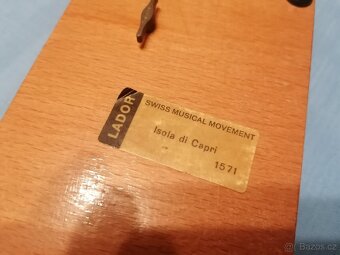 LADOR
SWISS MUSICAL MOVEMENT
Isola di Capri
1571
Bazos.cz